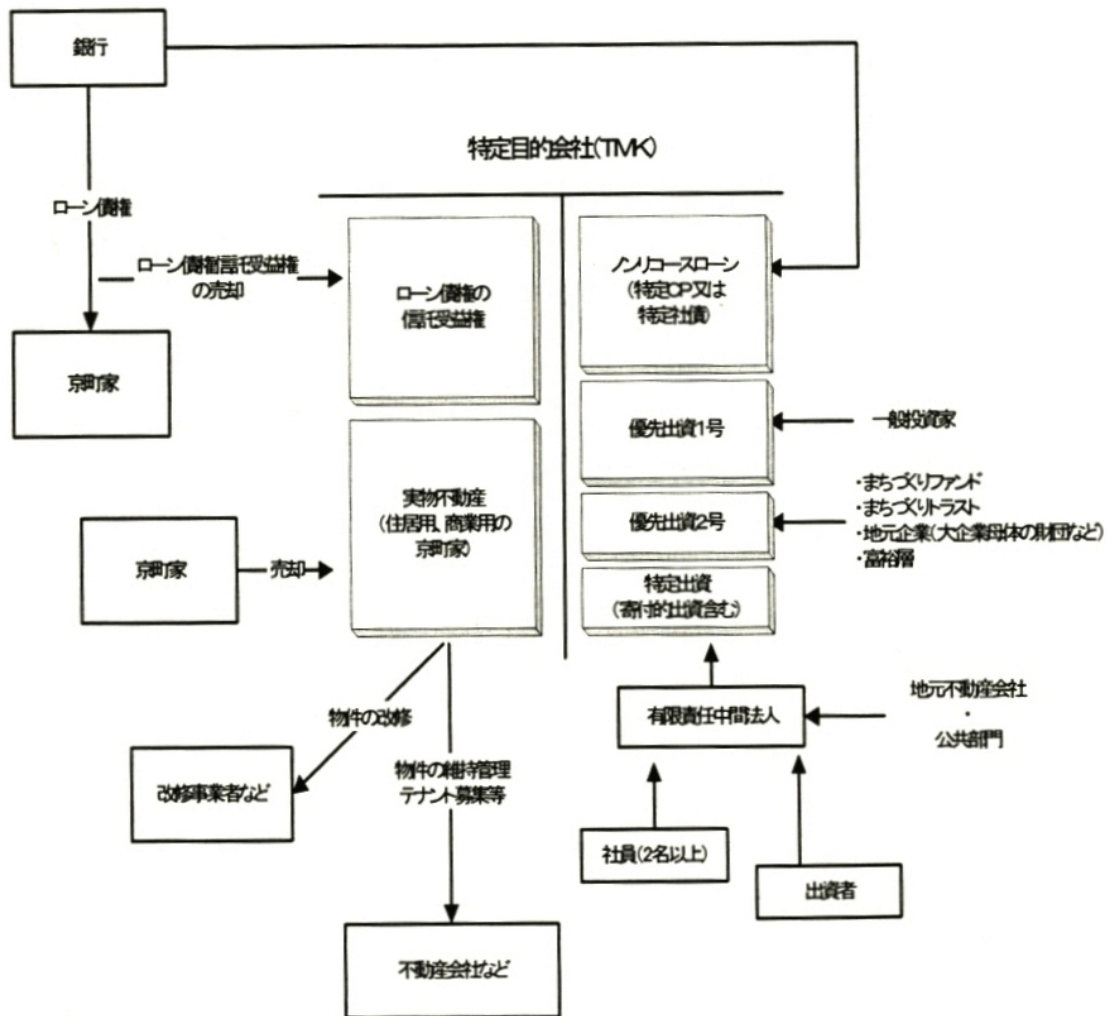 銀行
特定目的会社(TMK)
ローン債権
ローン債権信託受益権
の売却
ローン債権の
信託受益権
ノンリコースローン
(特定CP又は
特定社債)
京町家
優先出資1号
一般投資家
実物不動産
(住居用、商業用の
京町家)
優先出資2号
・まちづくりファンド
・まちづくりトラスト
・地元企業(大企業母体の財団など)
・富裕層
京町家
売却
特定出資
(寄付的出資含む)
有限責任中間法人
地元不動産会社
・
公共部門
物件の改修
物件の維持管理
テナント募集等
改修事業者など
社員(2名以上)
出資者
不動産会社など